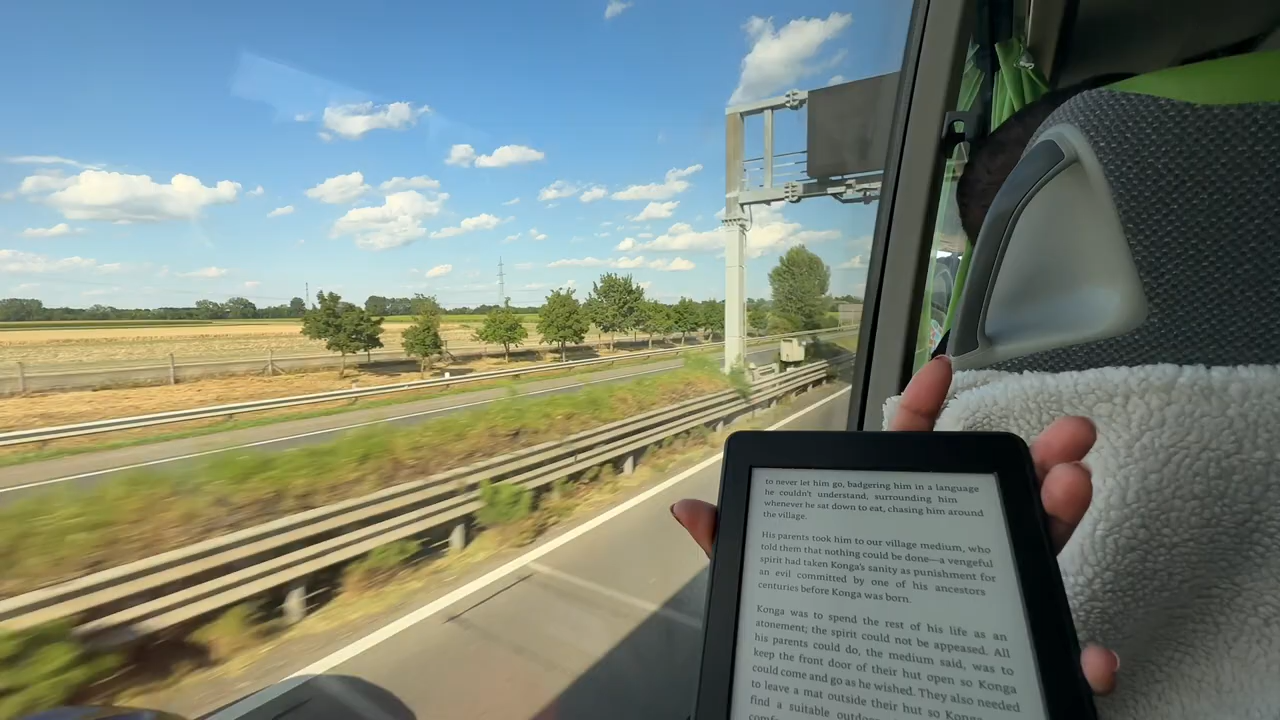 to never let him go, badgering him in a language
he couldn't understand, surrounding him
whenever he sat down to eat, chasing him around
the village.
His parents took him to our village medium, who
told them that nothing could be done—a vengeful
spirit had taken Konga's sanity as punishment for
an evil committed by one of his ancestors
centuries before Konga was born.
Konga was to spend the rest of his life as an
atonement; the spirit could not be appeased. All
his parents could do, the medium said, was to
keep the front door of their hut open so Konga
could come and go as he wished. They also needed
to leave a mat outside their hut so Konga
find a suitable outdoor